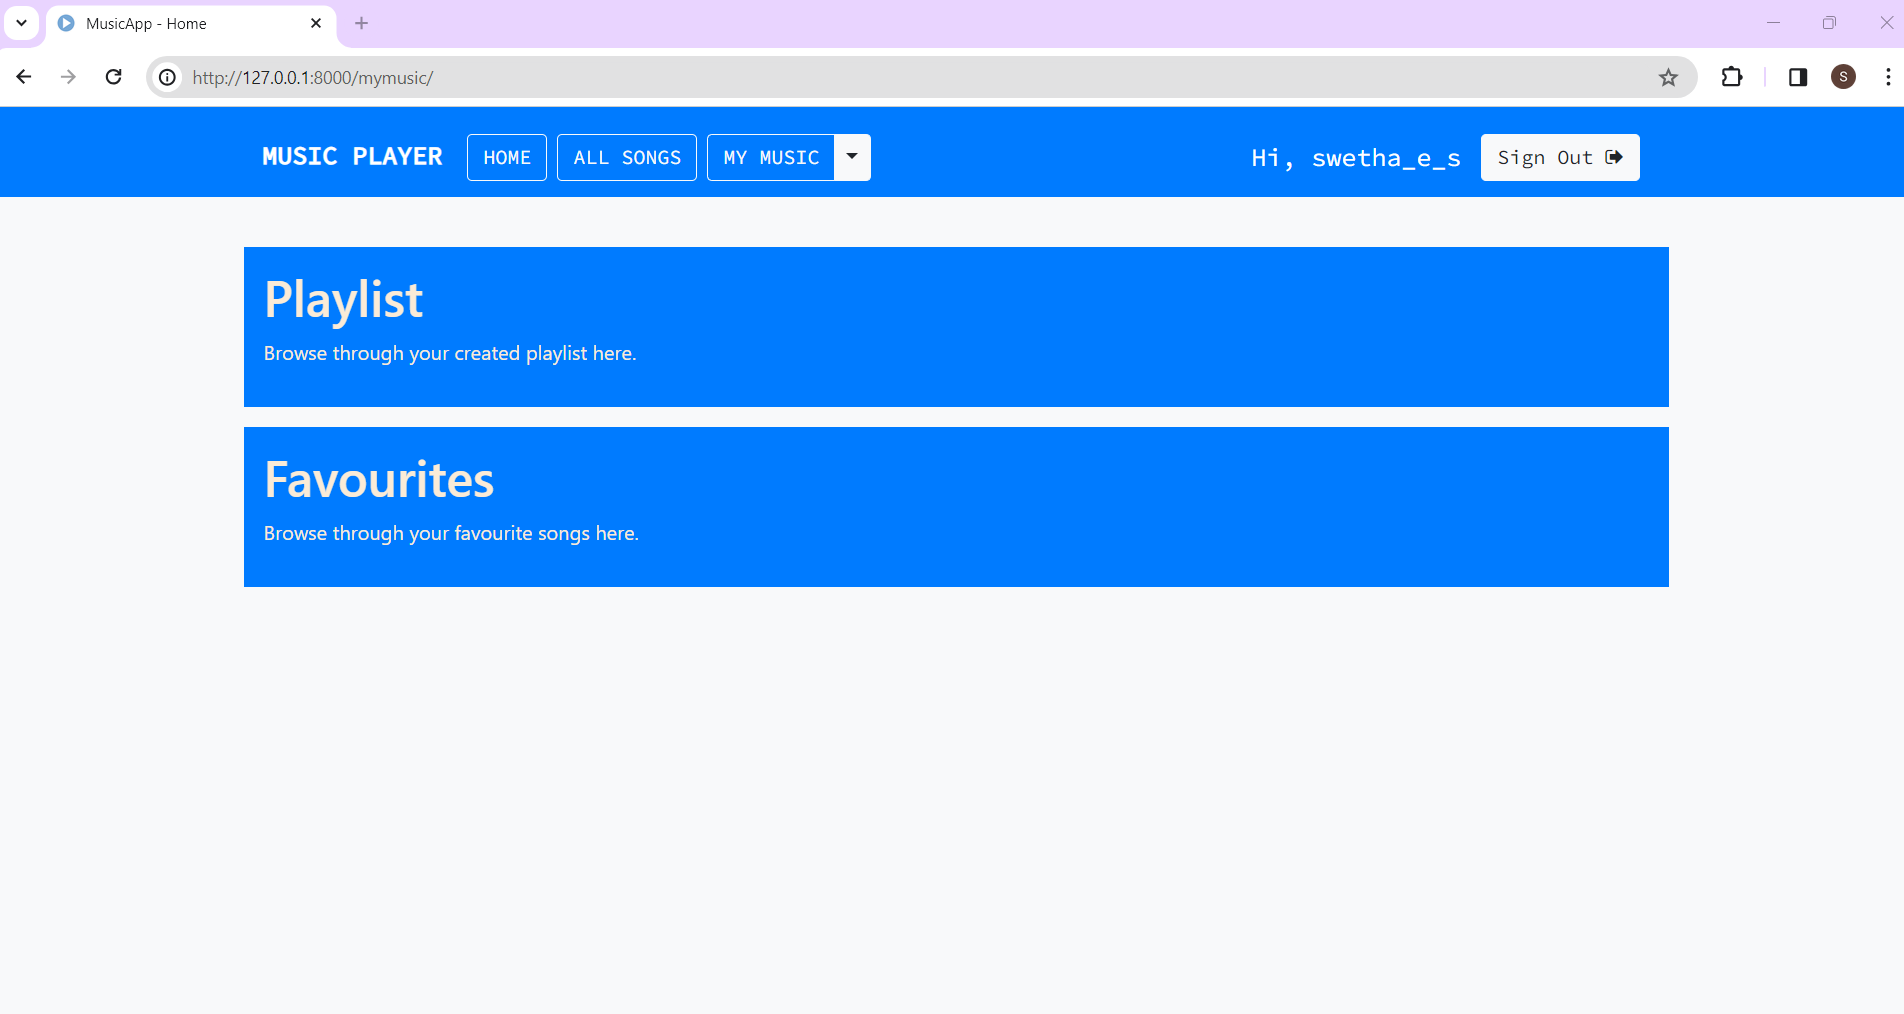 MusicApp - Home
http://127.0.0.1:8000/mymusic/
S
MUSIC PLAYER HOME ALL SONGS MY MUSIC Hi, swetha_e_s Sign Out
Playlist
Browse through your created playlist here.
Favourites
Browse through your favourite songs here.